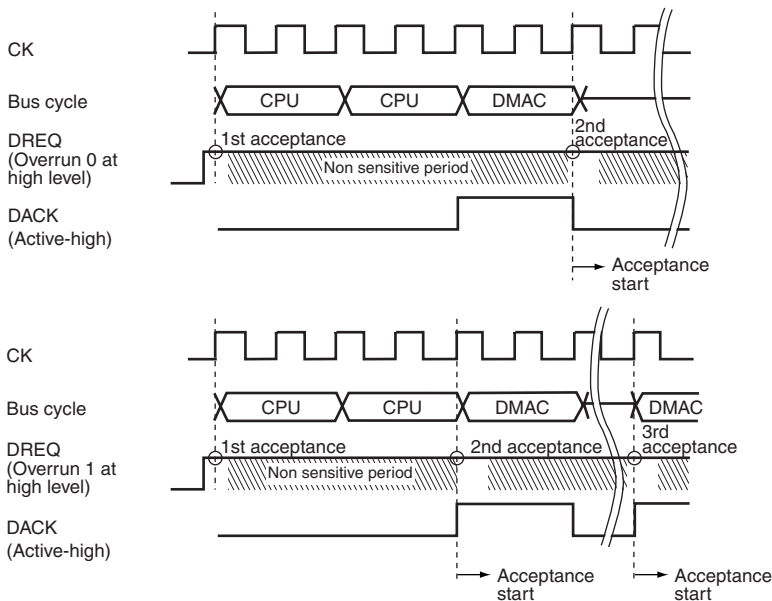 CK
Bus cycle
CPU CPU DMAC
DREQ
(Overrun 0 at
high level)
1st acceptance
2nd
acceptance
Non sensitive period
DACK
(Active-high)
Acceptance
start
CK
Bus cycle
CPU CPU DMAC DMAC
DREQ
(Overrun 1 at
high level)
1st acceptance
2nd acceptance
3rd
acceptance
Non sensitive period
DACK
(Active-high)
Acceptance
start
Acceptance
start